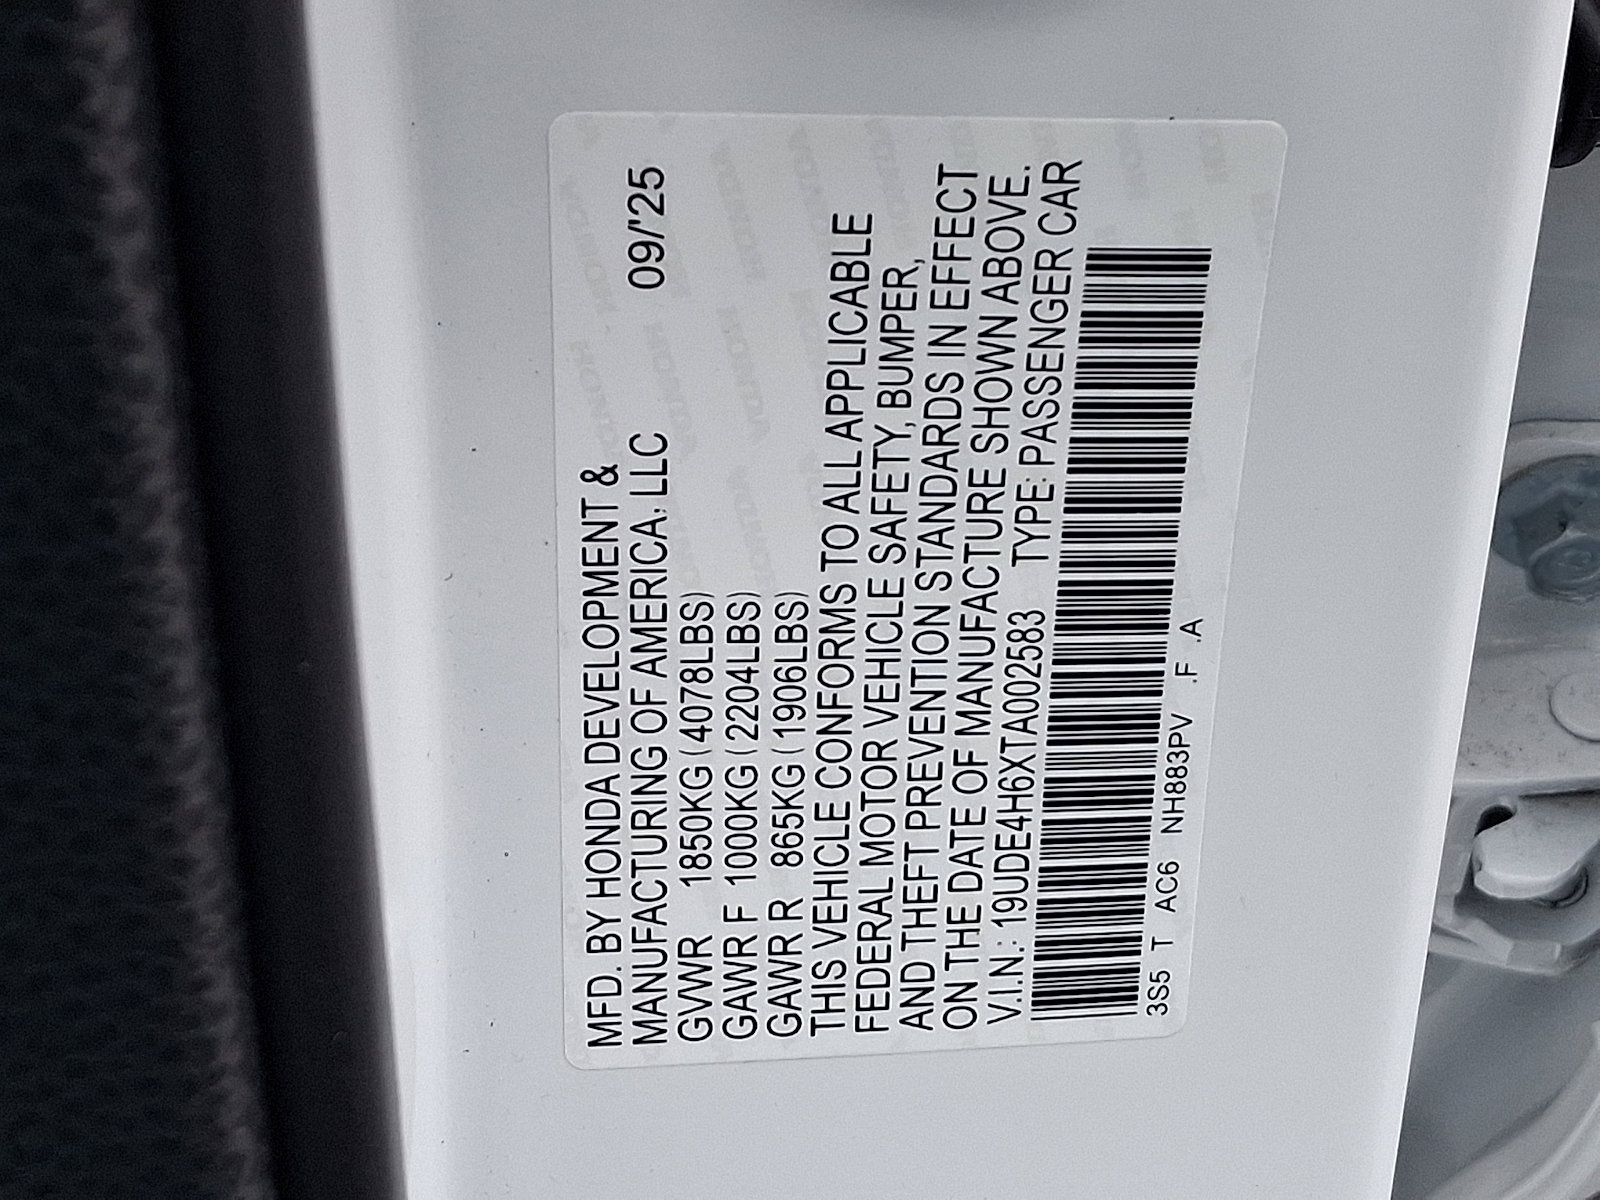 MFD. BY HONDA DEVELOPMENT &
MANUFACTURING OF AMERICA, LLC 09/'25
GVWR 1850KG (4078LBS)
GAWR F 1000KG (2204LBS)
GAWR R 865KG (1906LBS)
THIS VEHICLE CONFORMS TO ALL APPLICABLE
FEDERAL MOTOR VEHICLE SAFETY, BUMPER,
AND THEFT PREVENTION STANDARDS IN EFFECT
ON THE DATE OF MANUFACTURE SHOWN ABOVE.
V.I.N.: 19UDE4H6XTA002583 TYPE: PASSENGER CAR
3S5 T AC6 NH883PV .F .A